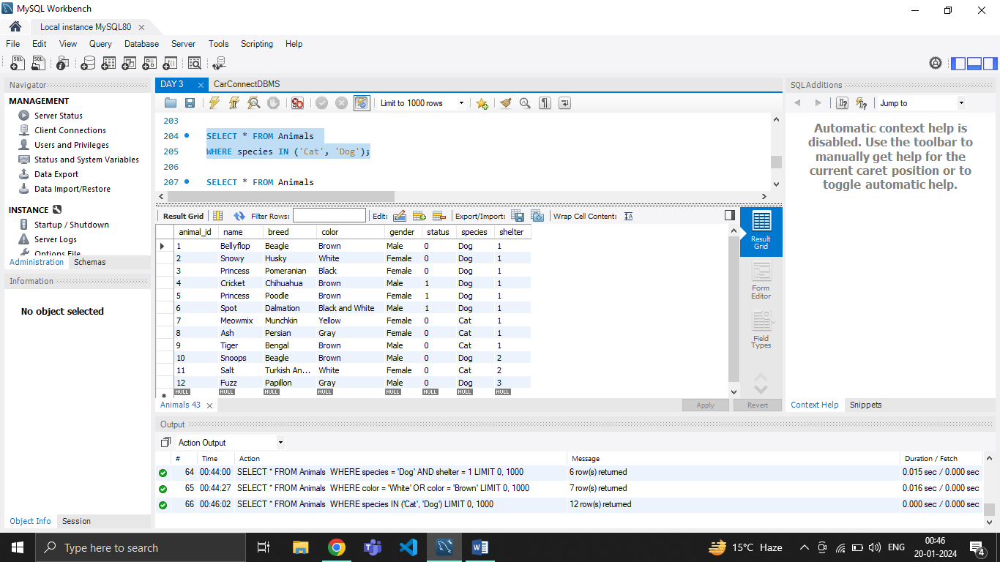 MySQL Workbench
Local instance MySQL80
File Edit View Query Database Server Tools Scripting Help
Navigator
MANAGEMENT
Server Status
Client Connections
Users and Privileges
Status and System Variables
Data Export
Data Import/Restore
INSTANCE
Startup / Shutdown
Server Logs
Options File
Administration Schemas
Information
No object selected
Object Info Session
DAY 3 CarConnectDBMS
Limit to 1000 rows
203
204 SELECT * FROM Animals
205 WHERE species IN ('Cat', 'Dog');
206
207 SELECT * FROM Animals
Result Grid Filter Rows: Edit: Export/Import: Wrap Cell Content:
animal_id name breed color gender status species shelter
1 Bellyflop Beagle Brown Male 0 Dog 1
2 Snowy Husky White Female 0 Dog 1
3 Princess Pomeranian Black Female 0 Dog 1
4 Cricket Chihuahua Brown Male 1 Dog 1
5 Princess Poodle Brown Female 1 Dog 1
6 Spot Dalmation Black and White Male 1 Dog 1
7 Meowmix Munchkin Yellow Female 0 Cat 1
8 Ash Persian Gray Female 0 Cat 1
9 Tiger Bengal Brown Male 0 Cat 1
10 Snoops Beagle Brown Male 0 Dog 2
11 Salt Turkish An... White Female 0 Cat 2
12 Fuzz Papillon Gray Male 0 Dog 3
NULL NULL NULL NULL NULL NULL NULL NULL
Result
Grid
Form
Editor
Field
Types
Animals 43 Apply Revert
SQLAdditions
Jump to
Automatic context help is
disabled. Use the toolbar to
manually get help for the
current caret position or to
toggle automatic help.
Context Help Snippets
Output
Action Output
# Time Action Message Duration / Fetch
64 00:44:00 SELECT * FROM Animals WHERE species = 'Dog' AND shelter = 1 LIMIT 0, 1000 6 row(s) returned 0.015 sec / 0.000 sec
65 00:44:27 SELECT * FROM Animals WHERE color = 'White' OR color = 'Brown' LIMIT 0, 1000 7 row(s) returned 0.016 sec / 0.000 sec
66 00:46:02 SELECT * FROM Animals WHERE species IN ('Cat', 'Dog') LIMIT 0, 1000 12 row(s) returned 0.000 sec / 0.000 sec
Type here to search
15°C Haze
ENG
00:46
20-01-2024
4